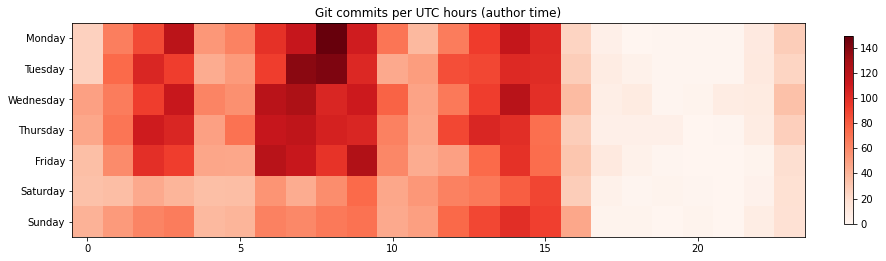 Git commits per UTC hours (author time)
Monday
Tuesday
Wednesday
Thursday
Friday
Saturday
Sunday
0 5 10 15 20
140
120
100
80
60
40
20
0